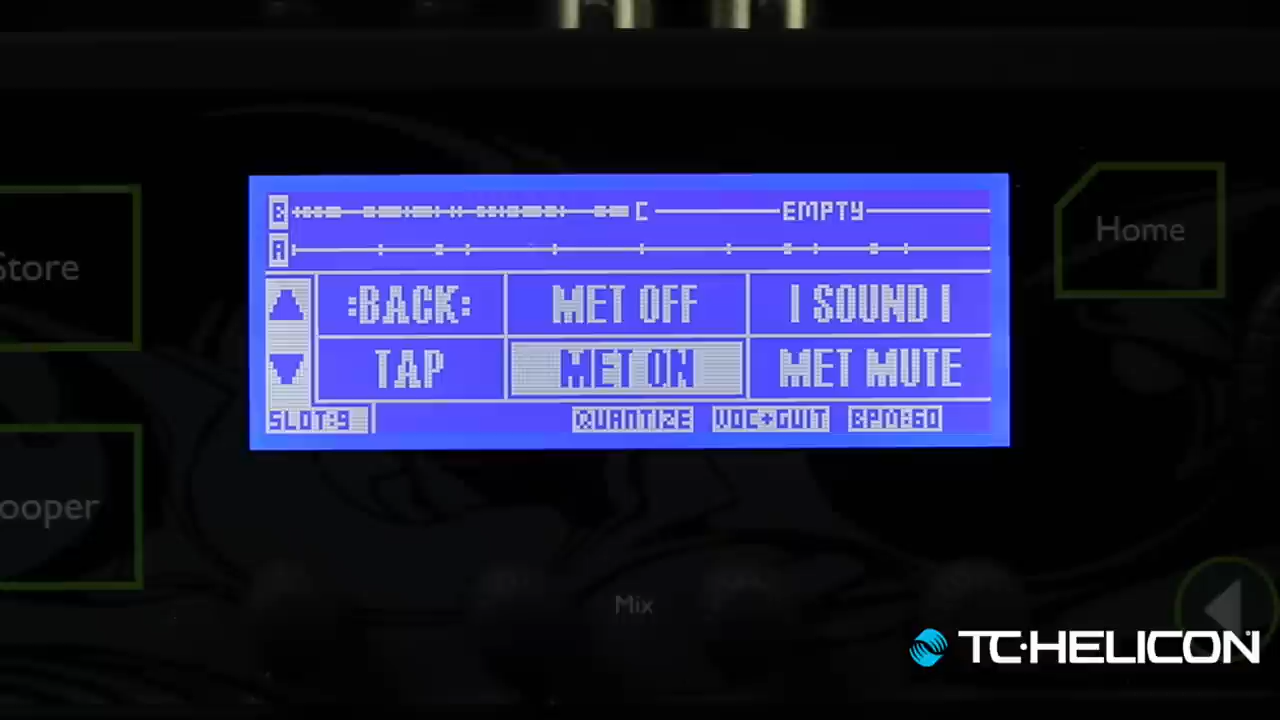 B C EMPTY
A
:BACK: MET OFF I SOUND I
TAP MET ON MET MUTE
SLOT:9 QUANTIZE VOC+GUIT BPM:60
Store
Home
ooper
Mix
TC·HELICON